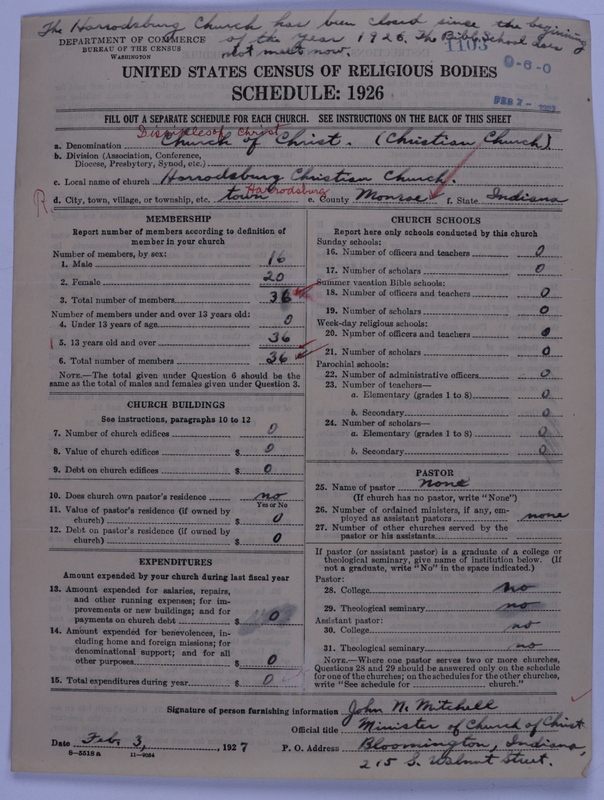 The Harrodsburg Church has been closed since the begining
of the year 1926. The Bible School does
not meet now.
DEPARTMENT OF COMMERCE
BUREAU OF THE CENSUS
WASHINGTON
1103
9-6-0
UNITED STATES CENSUS OF RELIGIOUS BODIES
SCHEDULE: 1926
FEB 7 - 1927
FILL OUT A SEPARATE SCHEDULE FOR EACH CHURCH. SEE INSTRUCTIONS ON THE BACK OF THIS SHEET
Disciples of Christ
a. Denomination Church of Christ. (Christian Church)
b. Division (Association, Conference,
Diocese, Presbytery, Synod, etc.)
c. Local name of church Harrodsburg Christian Church.
Harrodsburg
R d. City, town, village, or township, etc. town e. County Monroe f. State Indiana
MEMBERSHIP
Report number of members according to definition of
member in your church
Number of members, by sex:
1. Male 16
2. Female 20
3. Total number of members 36
Number of members under and over 13 years old:
4. Under 13 years of age 0
5. 13 years old and over 36
6. Total number of members 36
NOTE.—The total given under Question 6 should be the
same as the total of males and females given under Question 3.
CHURCH BUILDINGS
See instructions, paragraphs 10 to 12
7. Number of church edifices 0
8. Value of church edifices $ 0
9. Debt on church edifices $ 0
10. Does church own pastor's residence no
Yes or No
11. Value of pastor's residence (if owned by
church) $ 0
12. Debt on pastor's residence (if owned by
church) $ 0
EXPENDITURES
Amount expended by your church during last fiscal year
13. Amount expended for salaries, repairs,
and other running expenses; for im-
provements or new buildings; and for
payments on church debt $ 0
14. Amount expended for benevolences, in-
cluding home and foreign missions; for
denominational support; and for all
other purposes $ 0
15. Total expenditures during year $ 0
CHURCH SCHOOLS
Report here only schools conducted by this church
Sunday schools:
16. Number of officers and teachers 0
17. Number of scholars 0
Summer vacation Bible schools:
18. Number of officers and teachers 0
19. Number of scholars 0
Week-day religious schools:
20. Number of officers and teachers 0
21. Number of scholars 0
Parochial schools:
22. Number of administrative officers 0
23. Number of teachers—
a. Elementary (grades 1 to 8) 0
b. Secondary 0
24. Number of scholars—
a. Elementary (grades 1 to 8) 0
b. Secondary 0
PASTOR
25. Name of pastor none
(If church has no pastor, write "None")
26. Number of ordained ministers, if any, em-
ployed as assistant pastors none
27. Number of other churches served by the
pastor or his assistants
If pastor (or assistant pastor) is a graduate of a college or
theological seminary, give name of institution below. (If
not a graduate, write "No" in the space indicated.)
Pastor:
28. College no
29. Theological seminary no
Assistant pastor:
30. College no
31. Theological seminary no
NOTE.—Where one pastor serves two or more churches,
Questions 28 and 29 should be answered only on the schedule
for one of the churches; on the schedules for the other churches,
write "See schedule for church."
Signature of person furnishing information John N. Mitchell
Official title Minister of Church of Christ
Date Feb, 3, 1927 P. O. Address Bloomington, Indiana,
8-5518 a 11-9054 215 S. Walnut Street.